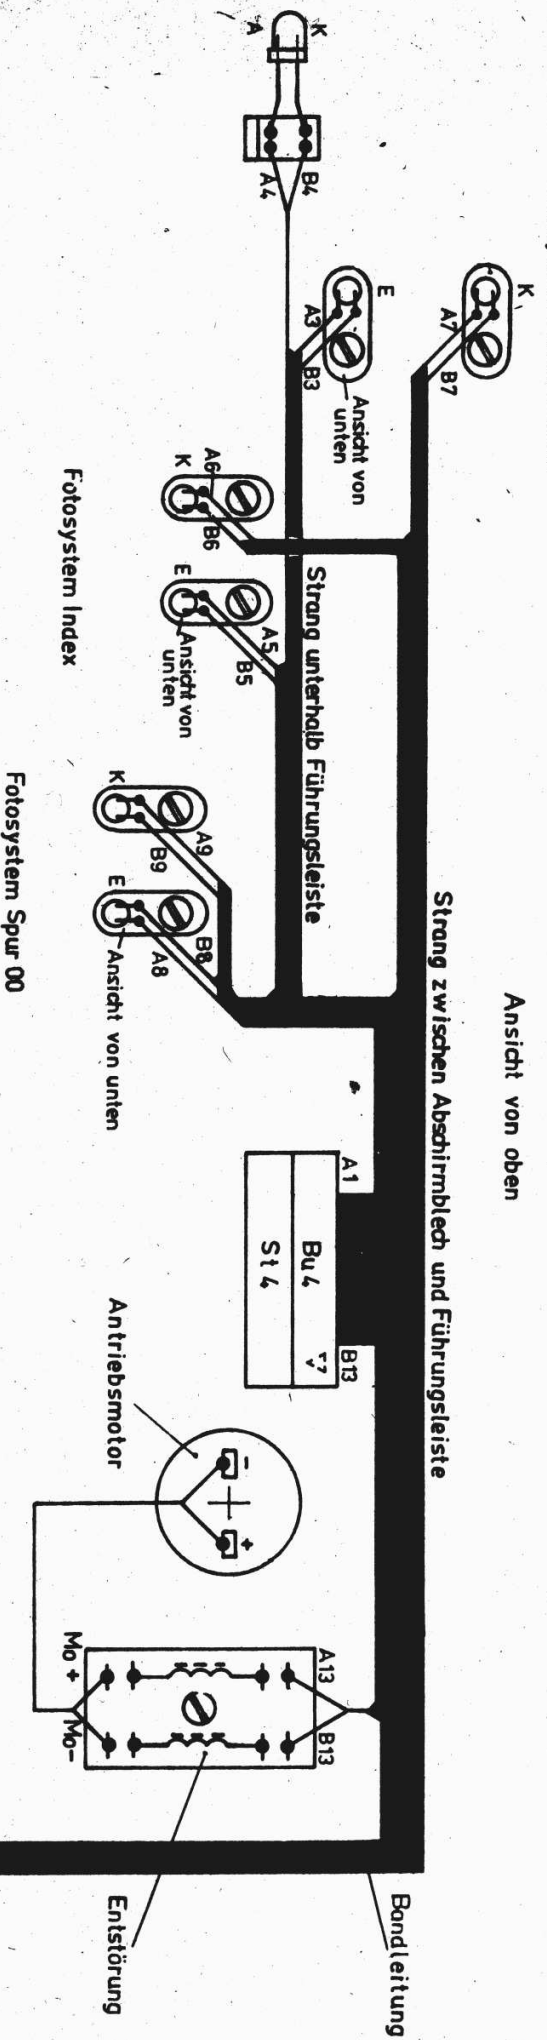 Ansicht von oben
Strang zwischen Abschirmblech und Führungsleiste
Bandleitung
K
A7
B7
E
A3
B3
Ansicht von
unten
K
A
B4
A4
Strang unterhalb Führungsleiste
A6
K
B6
E
A5
B5
Ansicht von
unten
Fotosystem Index
K
A9
B9
E
B8
A8
Ansicht von unten
Fotosystem Spur 00
A1
B13
Bu 4
St 4
Antriebsmotor
-
+
A13
B13
Mo +
Mo-
Entstörung